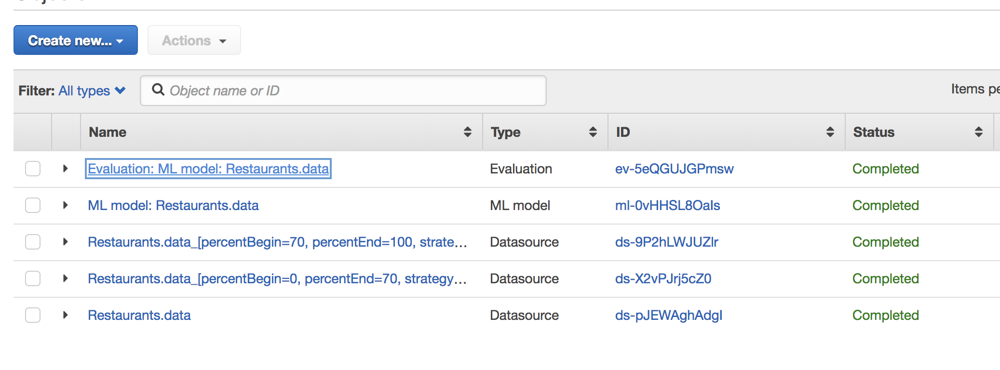 Create new...
Actions
Filter: All types
Object name or ID
Items
Name Type ID Status
Evaluation: ML model: Restaurants.data Evaluation ev-5eQGUJGPmsw Completed
ML model: Restaurants.data ML model ml-0vHHSL8Oals Completed
Restaurants.data_[percentBegin=70, percentEnd=100, strate... Datasource ds-9P2hLWJUZlr Completed
Restaurants.data_[percentBegin=0, percentEnd=70, strategy... Datasource ds-X2vPJrj5cZ0 Completed
Restaurants.data Datasource ds-pJEWAghAdgI Completed